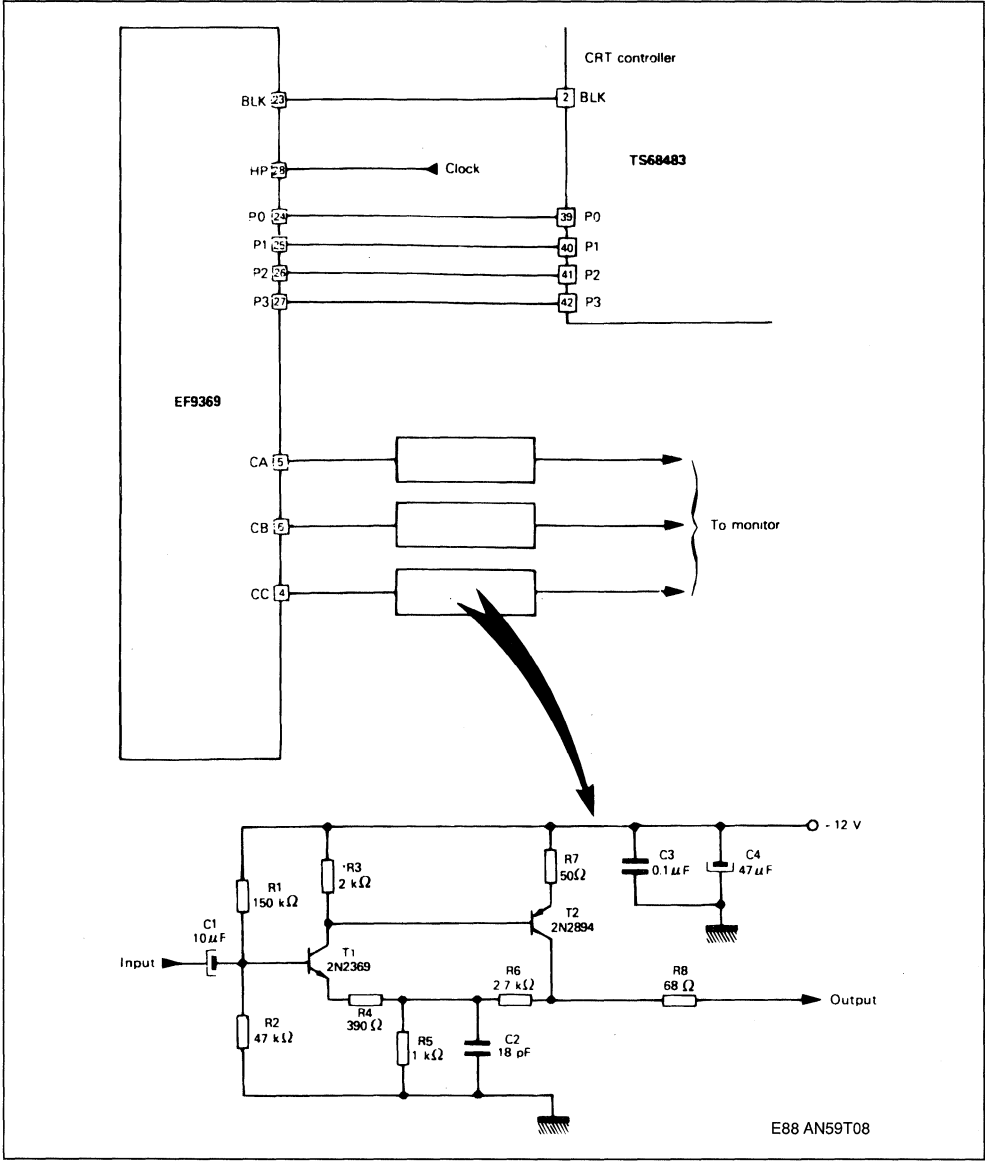 CRT controller
BLK 23
2 BLK
TS68483
HP 28
Clock
P0 24
39 P0
P1 25
40 P1
P2 26
41 P2
P3 27
42 P3
EF9369
CA 5
CB 6
To monitor
CC 4
- 12 V
R3
2 kΩ
R7
50Ω
C3
0.1 µF
C4
47 µF
R1
150 kΩ
T2
2N2894
C1
10 µF
T1
2N2369
Input
R6
2.7 kΩ
R8
68 Ω
Output
R4
390 Ω
R2
47 kΩ
R5
1 kΩ
C2
18 pF
E88 AN59T08